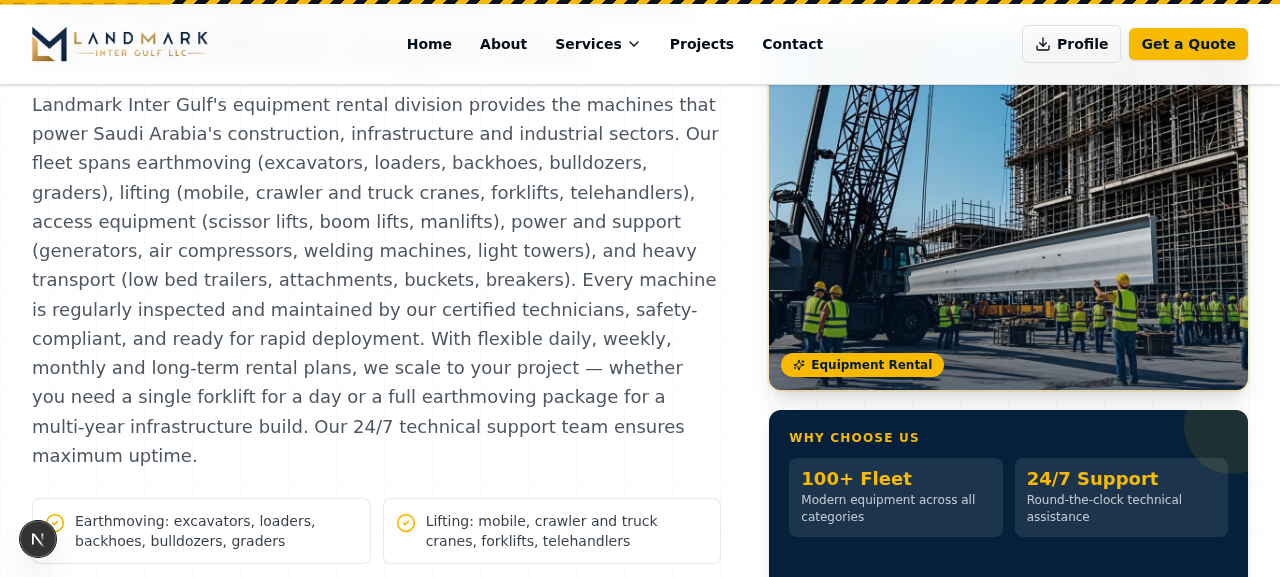 LANDMARK
INTER GULF LLC
Home
About
Services
Projects
Contact
Profile
Get a Quote
Landmark Inter Gulf's equipment rental division provides the machines that
power Saudi Arabia's construction, infrastructure and industrial sectors. Our
fleet spans earthmoving (excavators, loaders, backhoes, bulldozers,
graders), lifting (mobile, crawler and truck cranes, forklifts, telehandlers),
access equipment (scissor lifts, boom lifts, manlifts), power and support
(generators, air compressors, welding machines, light towers), and heavy
transport (low bed trailers, attachments, buckets, breakers). Every machine
is regularly inspected and maintained by our certified technicians, safety-
compliant, and ready for rapid deployment. With flexible daily, weekly,
monthly and long-term rental plans, we scale to your project — whether
you need a single forklift for a day or a full earthmoving package for a
multi-year infrastructure build. Our 24/7 technical support team ensures
maximum uptime.
Earthmoving: excavators, loaders,
backhoes, bulldozers, graders
Lifting: mobile, crawler and truck
cranes, forklifts, telehandlers
Equipment Rental
WHY CHOOSE US
100+ Fleet
Modern equipment across all
categories
24/7 Support
Round-the-clock technical
assistance
N